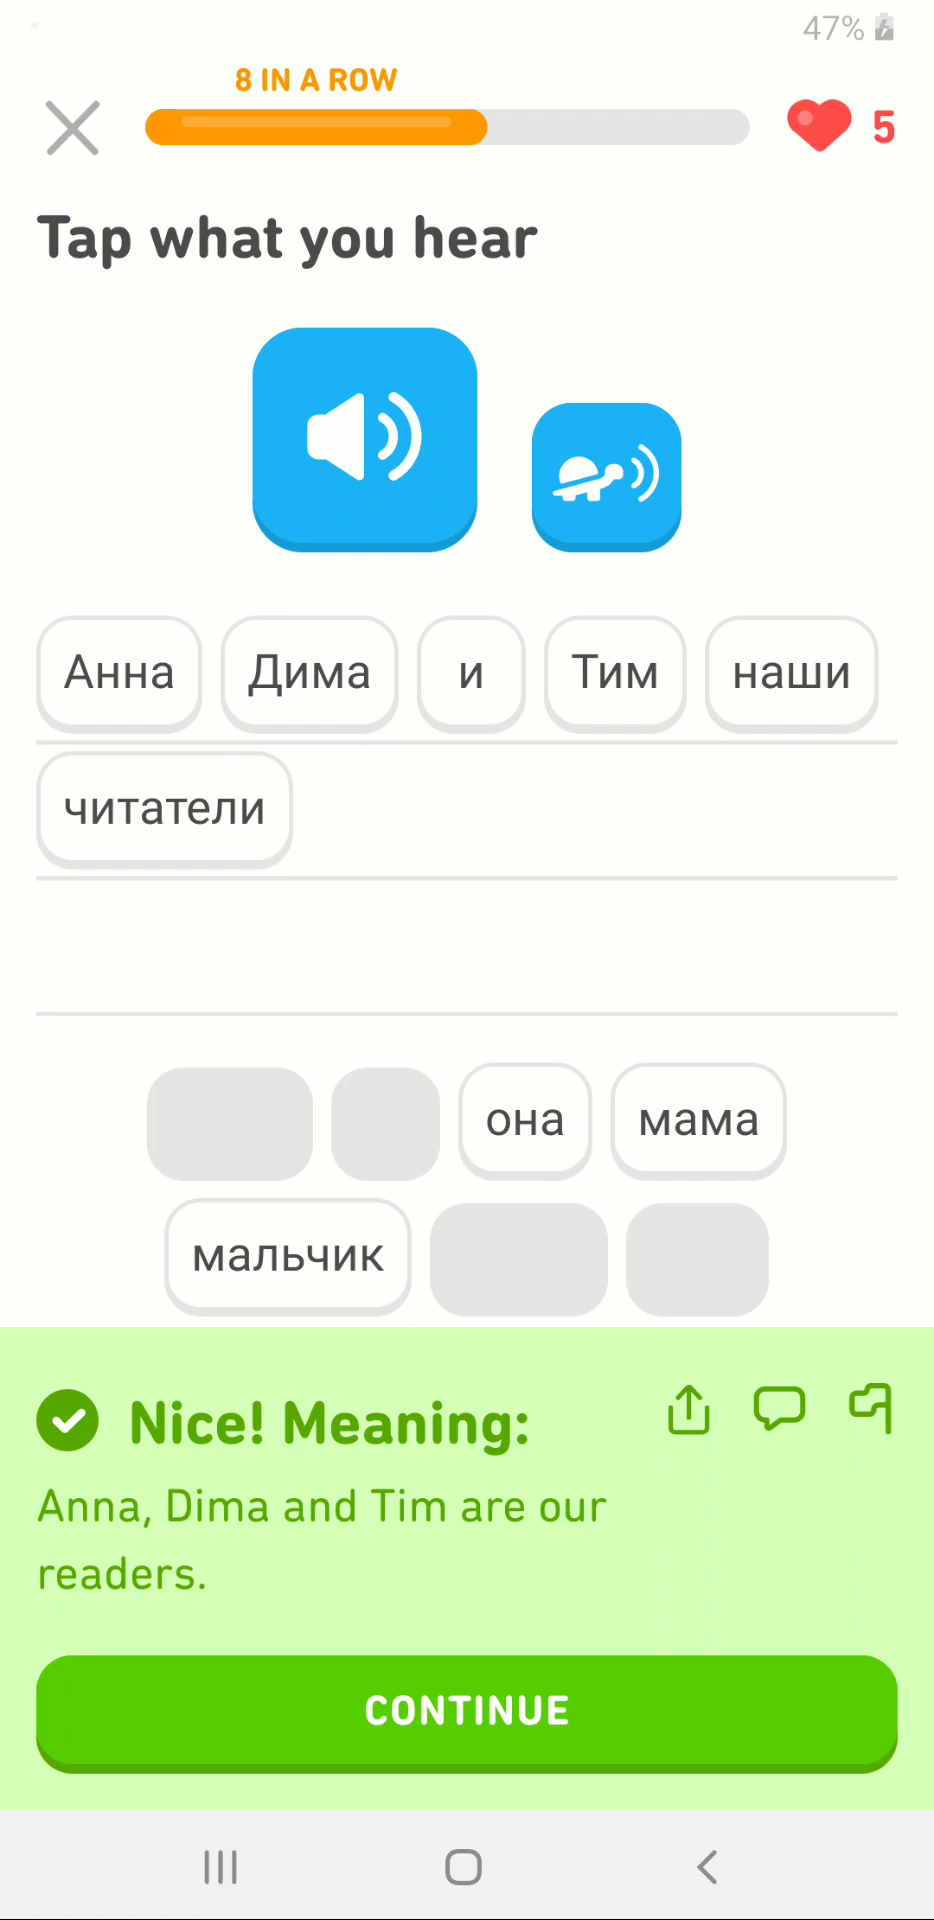 47%
8 IN A ROW
5
Tap what you hear
Анна Дима и Тим наши
читатели
она мама
мальчик
Nice! Meaning:
Anna, Dima and Tim are our
readers.
CONTINUE